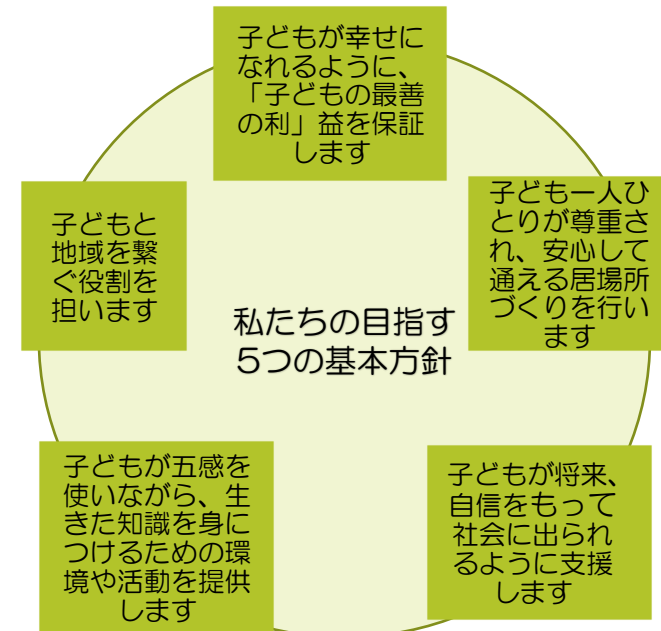 子どもが幸せに
なれるように、
「子どもの最善
の利」益を保証
します
子ども一人ひ
とりが尊重さ
れ、安心して
通える居場所
づくりを行い
ます
子どもと
地域を繋
ぐ役割を
担います
私たちの目指す
5つの基本方針
子どもが将来、
自信をもって
社会に出られ
るように支援
します
子どもが五感を
使いながら、生
きた知識を身に
つけるための環
境や活動を提供
します